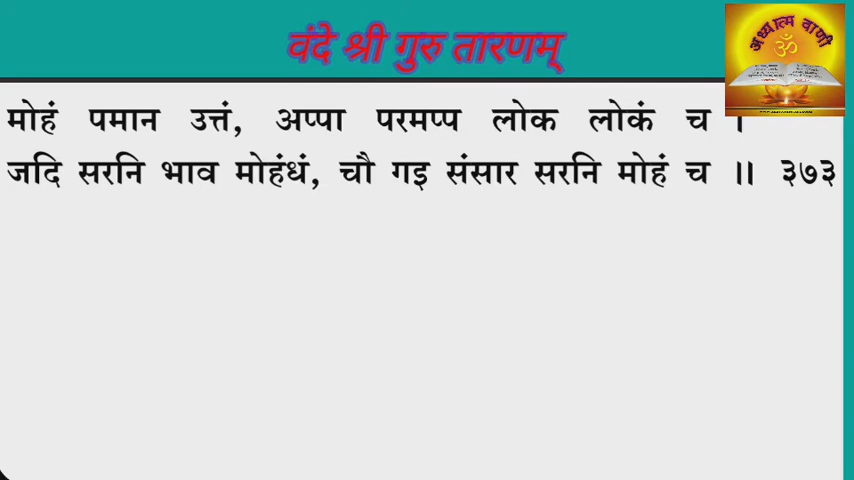 वंदे श्री गुरु तारणम्
अध्यात्म वाणी
ॐ
मोहं पमान उत्तं, अप्पा परमप्प लोक लोकं च ।
जदि सरनि भाव मोहंधं, चौ गइ संसार सरनि मोहं च ॥ ३७३